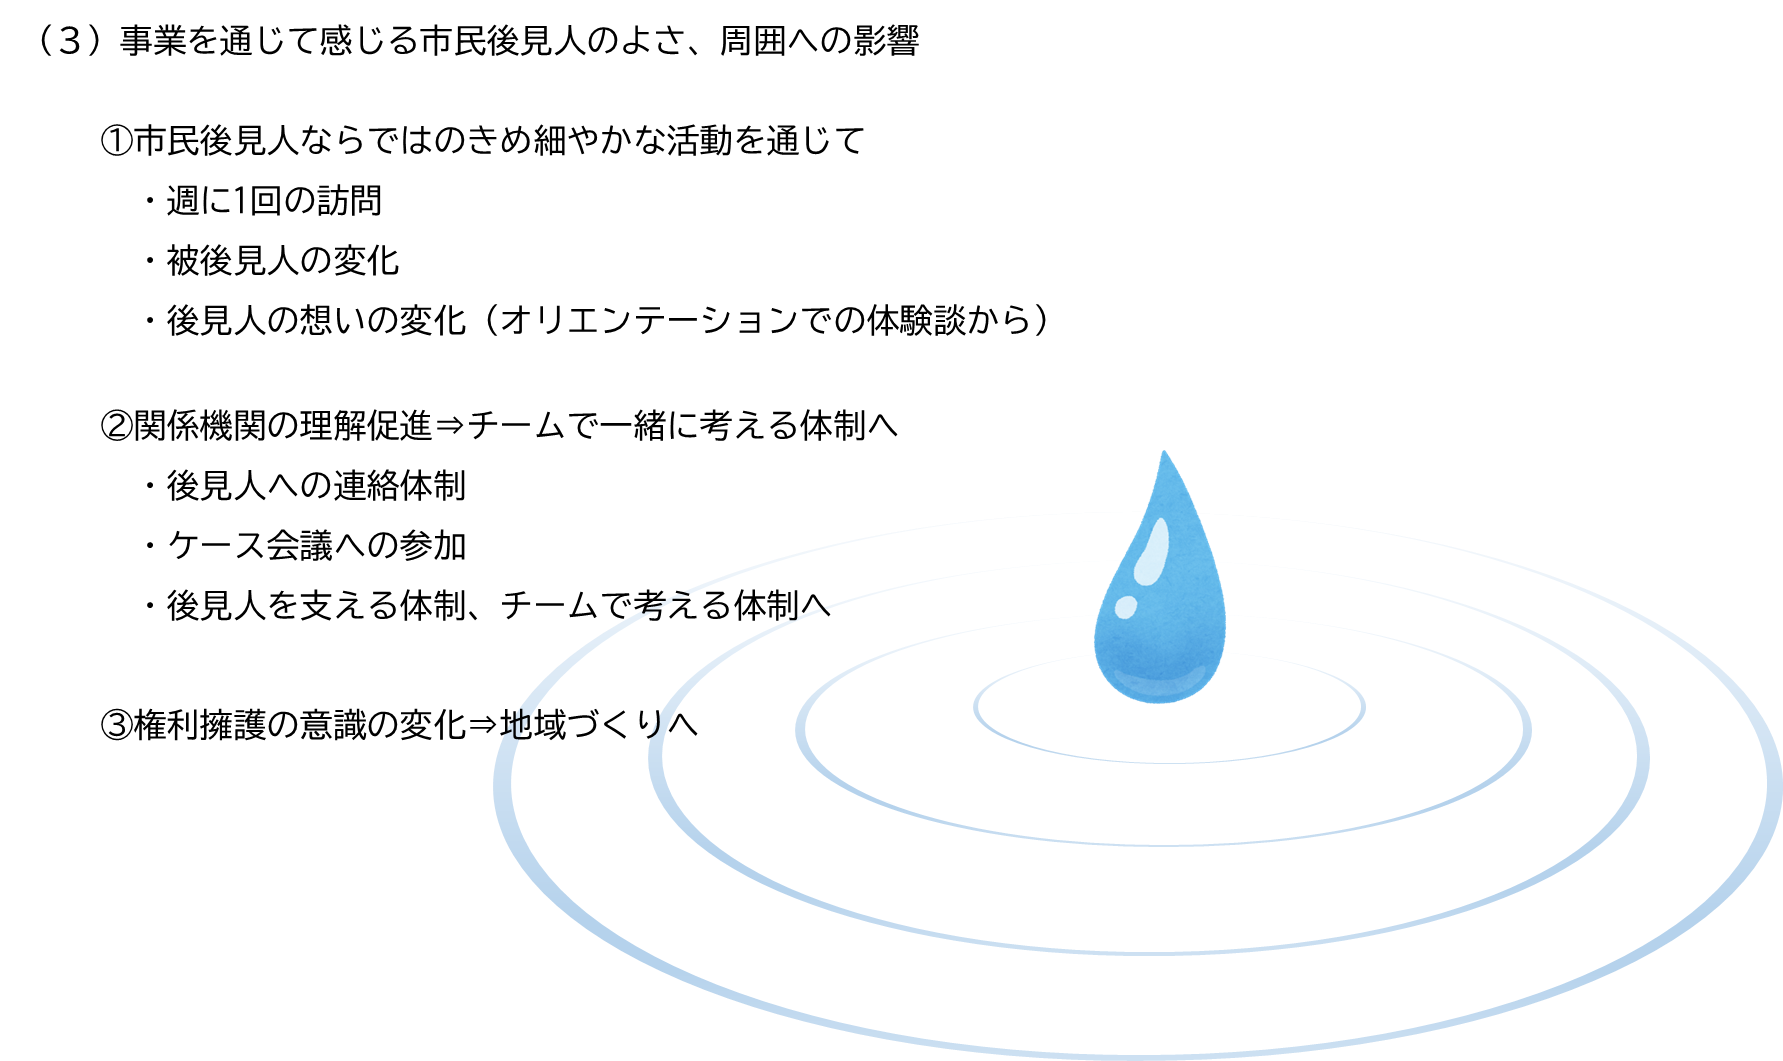 （３）事業を通じて感じる市民後見人のよさ、周囲への影響
①市民後見人ならではのきめ細やかな活動を通じて
・週に1回の訪問
・被後見人の変化
・後見人の想いの変化（オリエンテーションでの体験談から）
②関係機関の理解促進⇒チームで一緒に考える体制へ
・後見人への連絡体制
・ケース会議への参加
・後見人を支える体制、チームで考える体制へ
③権利擁護の意識の変化⇒地域づくりへ